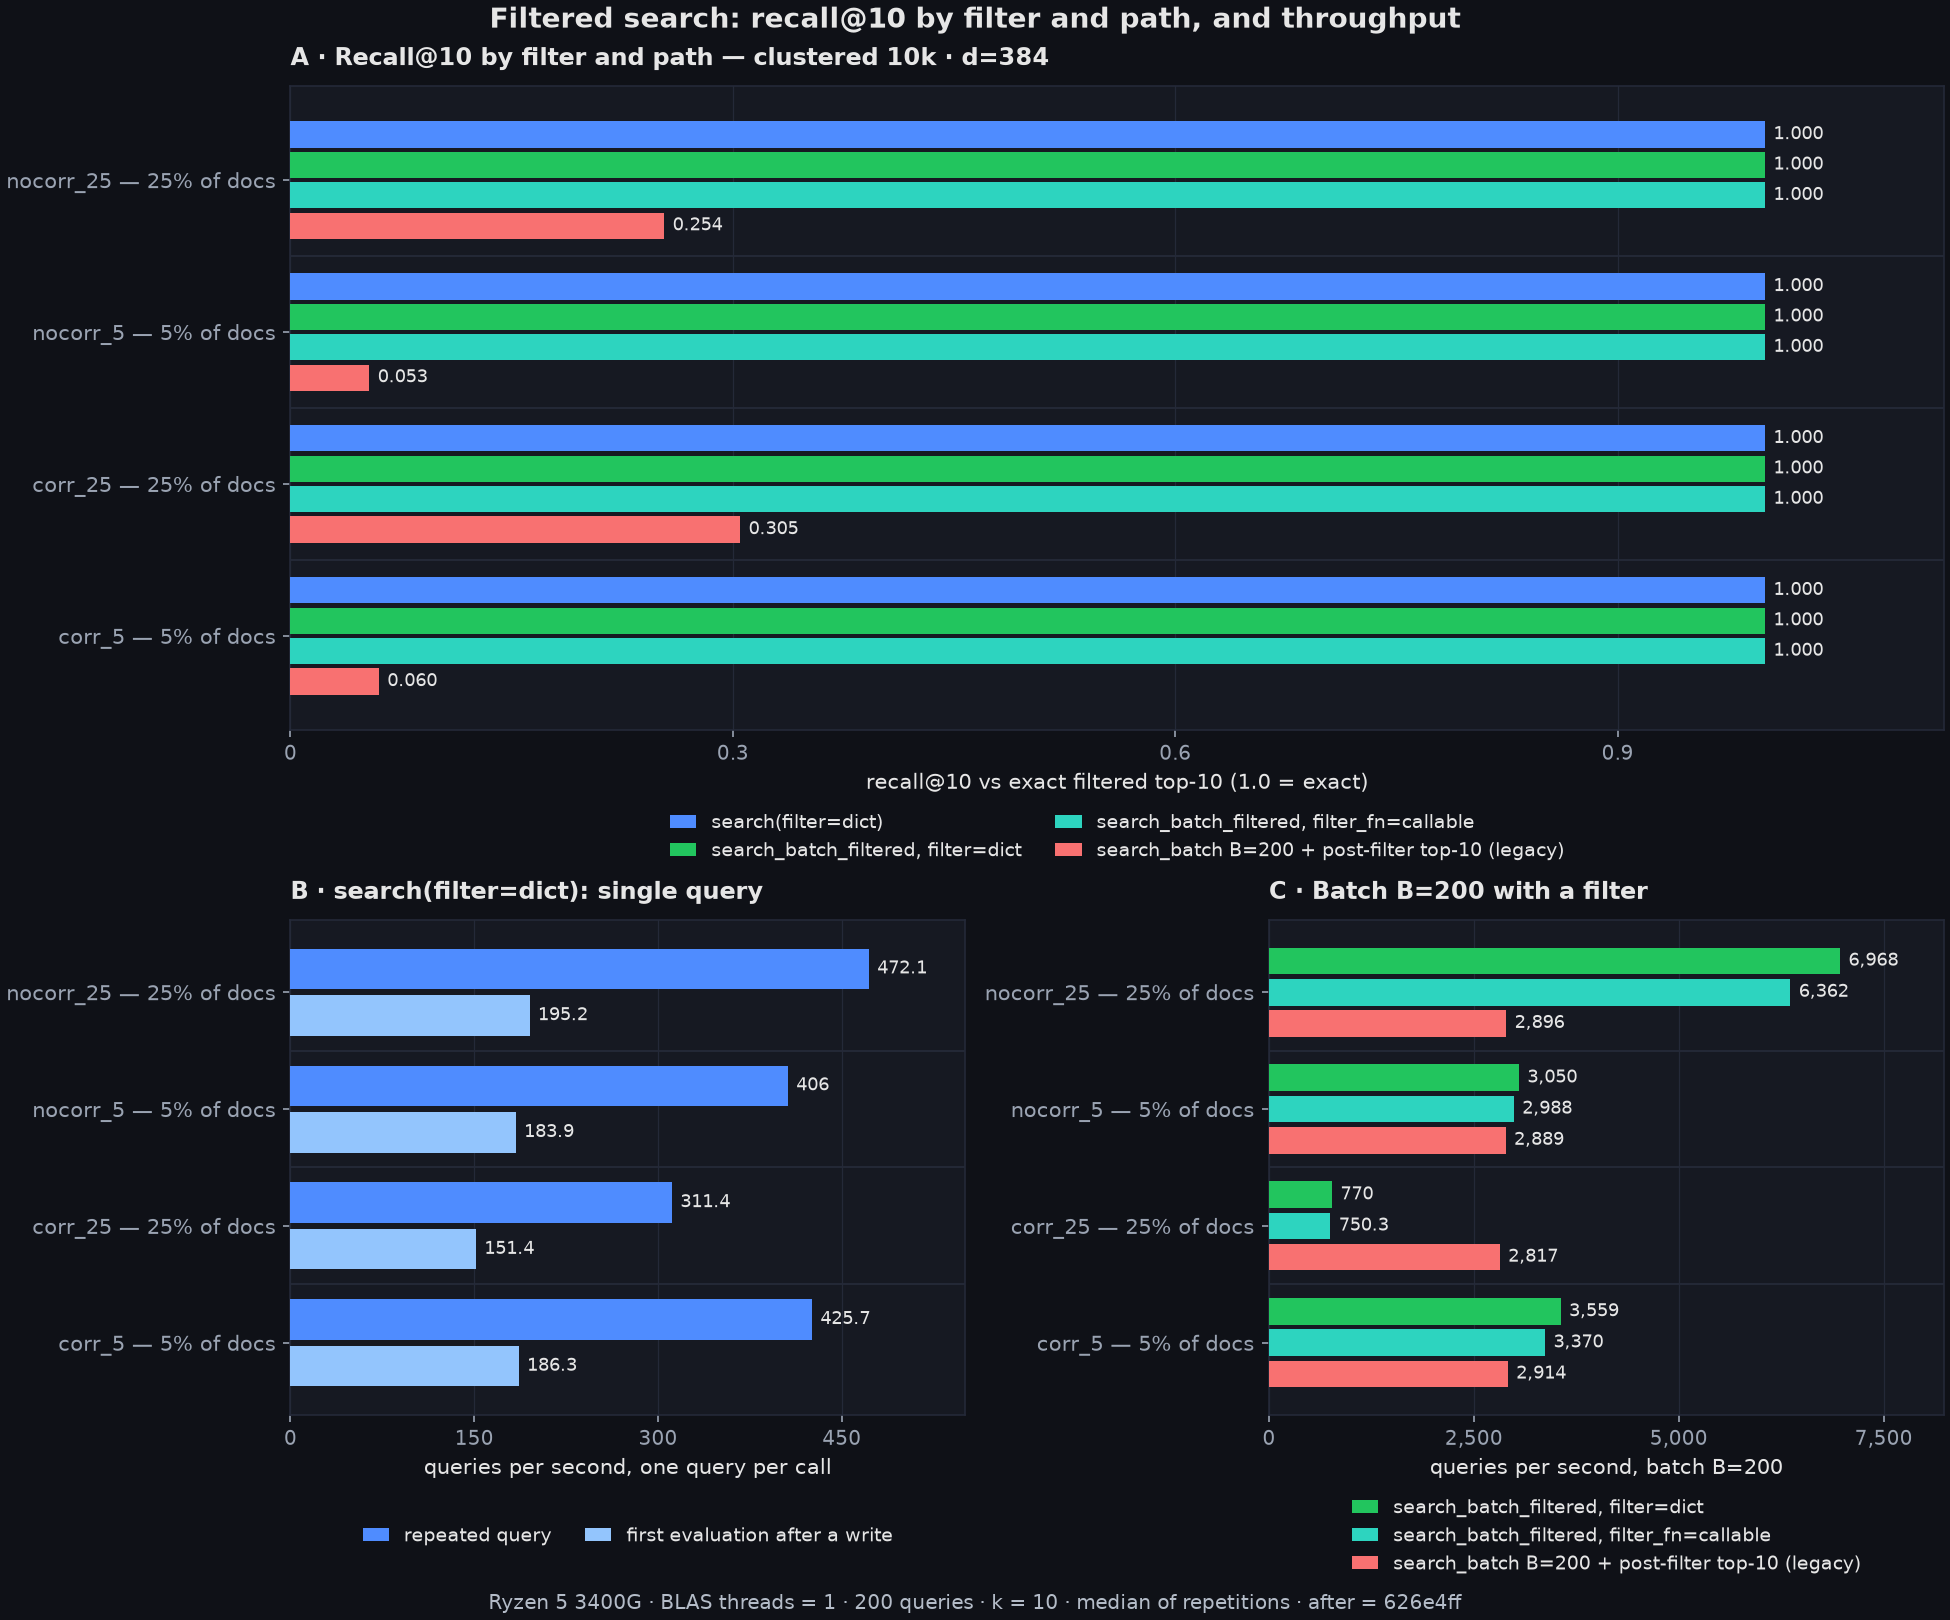 Filtered search: recall@10 by filter and path, and throughput
A · Recall@10 by filter and path — clustered 10k · d=384
nocorr_25 — 25% of docs
1.000
1.000
1.000
0.254
nocorr_5 — 5% of docs
1.000
1.000
1.000
0.053
corr_25 — 25% of docs
1.000
1.000
1.000
0.305
corr_5 — 5% of docs
1.000
1.000
1.000
0.060
0 0.3 0.6 0.9
recall@10 vs exact filtered top-10 (1.0 = exact)
search(filter=dict)
search_batch_filtered, filter=dict
search_batch_filtered, filter_fn=callable
search_batch B=200 + post-filter top-10 (legacy)
B · search(filter=dict): single query
nocorr_25 — 25% of docs
472.1
195.2
nocorr_5 — 5% of docs
406
183.9
corr_25 — 25% of docs
311.4
151.4
corr_5 — 5% of docs
425.7
186.3
0 150 300 450
queries per second, one query per call
repeated query
first evaluation after a write
C · Batch B=200 with a filter
nocorr_25 — 25% of docs
6,968
6,362
2,896
nocorr_5 — 5% of docs
3,050
2,988
2,889
corr_25 — 25% of docs
770
750.3
2,817
corr_5 — 5% of docs
3,559
3,370
2,914
0 2,500 5,000 7,500
queries per second, batch B=200
search_batch_filtered, filter=dict
search_batch_filtered, filter_fn=callable
search_batch B=200 + post-filter top-10 (legacy)
Ryzen 5 3400G · BLAS threads = 1 · 200 queries · k = 10 · median of repetitions · after = 626e4ff